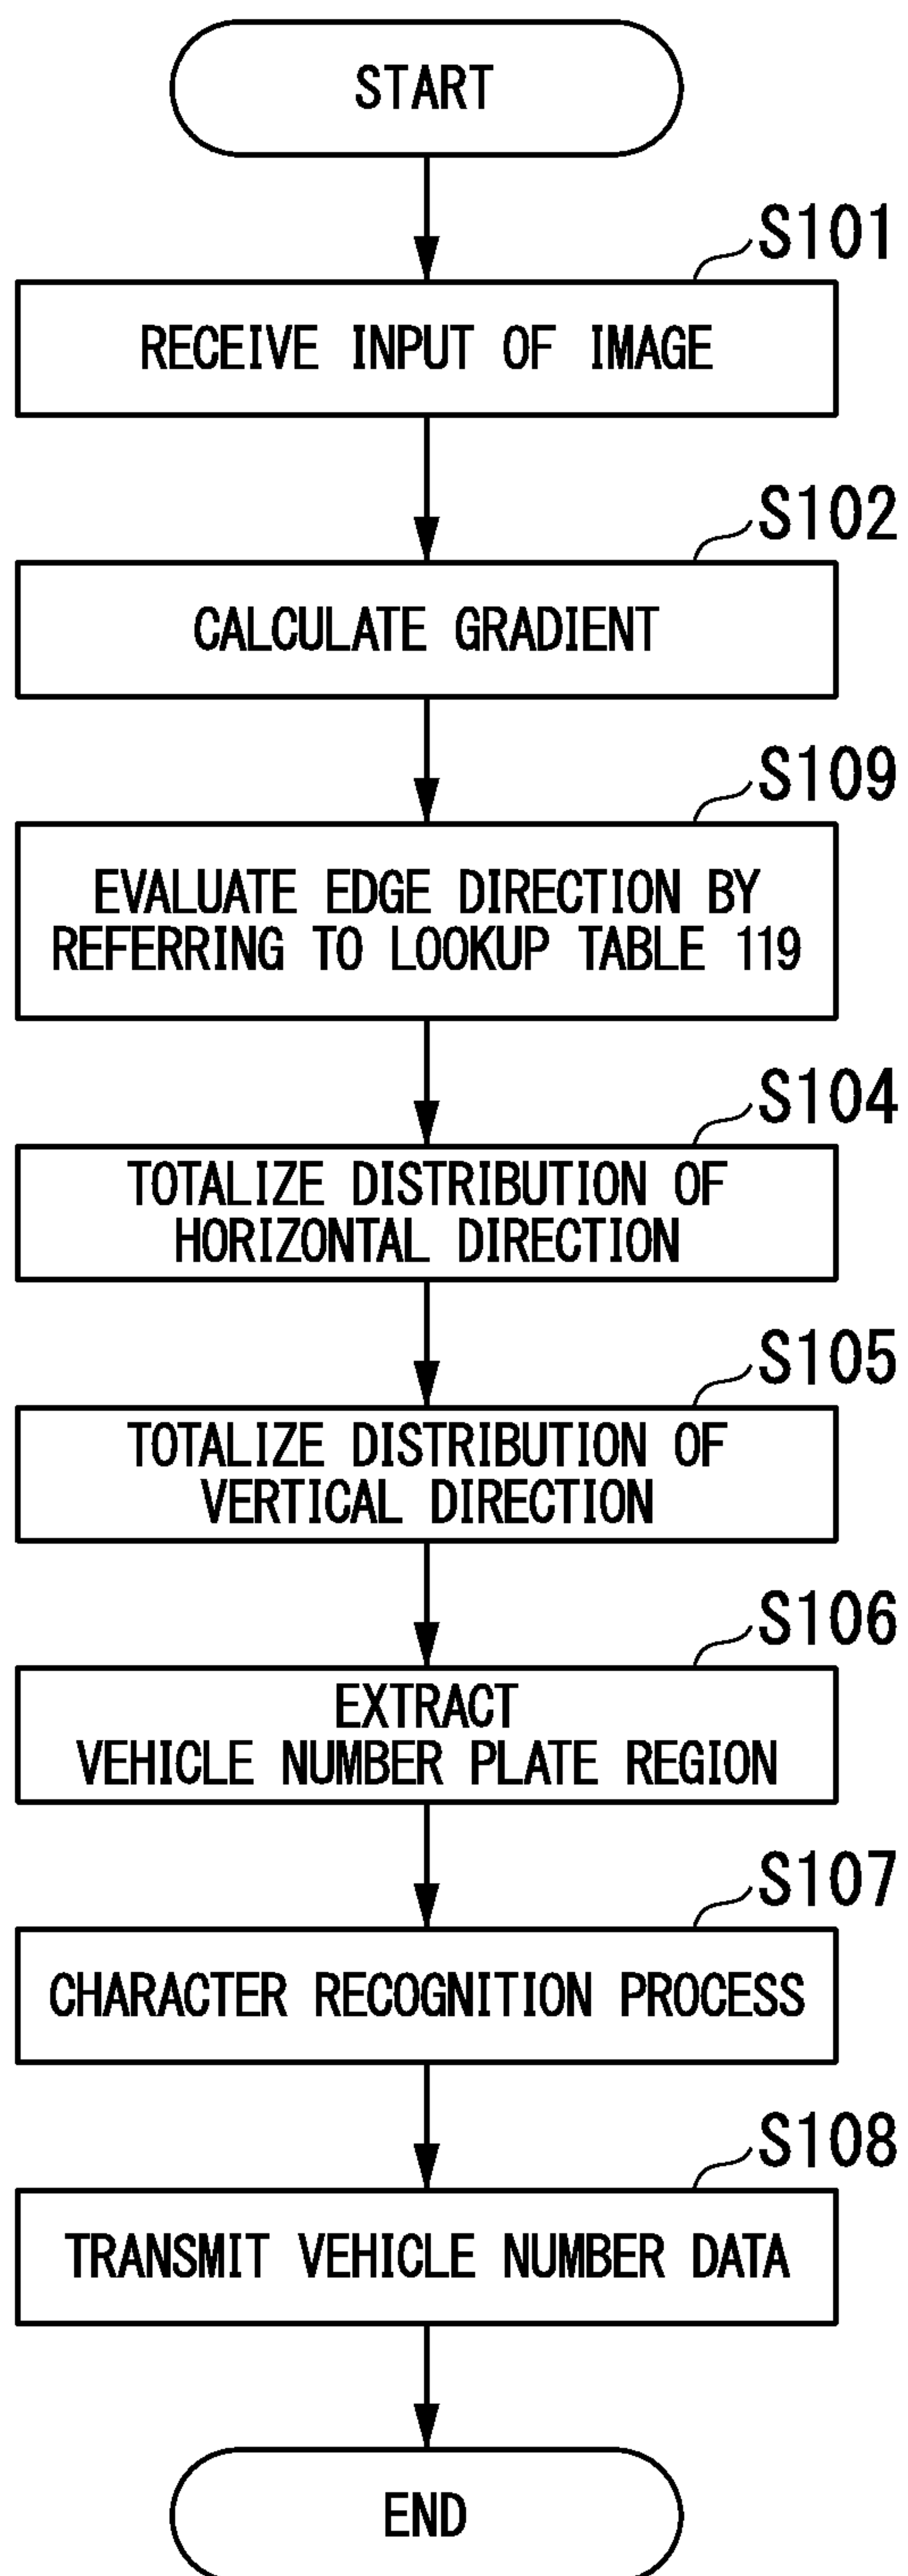 START
S101
RECEIVE INPUT OF IMAGE
S102
CALCULATE GRADIENT
S109
EVALUATE EDGE DIRECTION BY
REFERRING TO LOOKUP TABLE 119
S104
TOTALIZE DISTRIBUTION OF
HORIZONTAL DIRECTION
S105
TOTALIZE DISTRIBUTION OF
VERTICAL DIRECTION
S106
EXTRACT
VEHICLE NUMBER PLATE REGION
S107
CHARACTER RECOGNITION PROCESS
S108
TRANSMIT VEHICLE NUMBER DATA
END